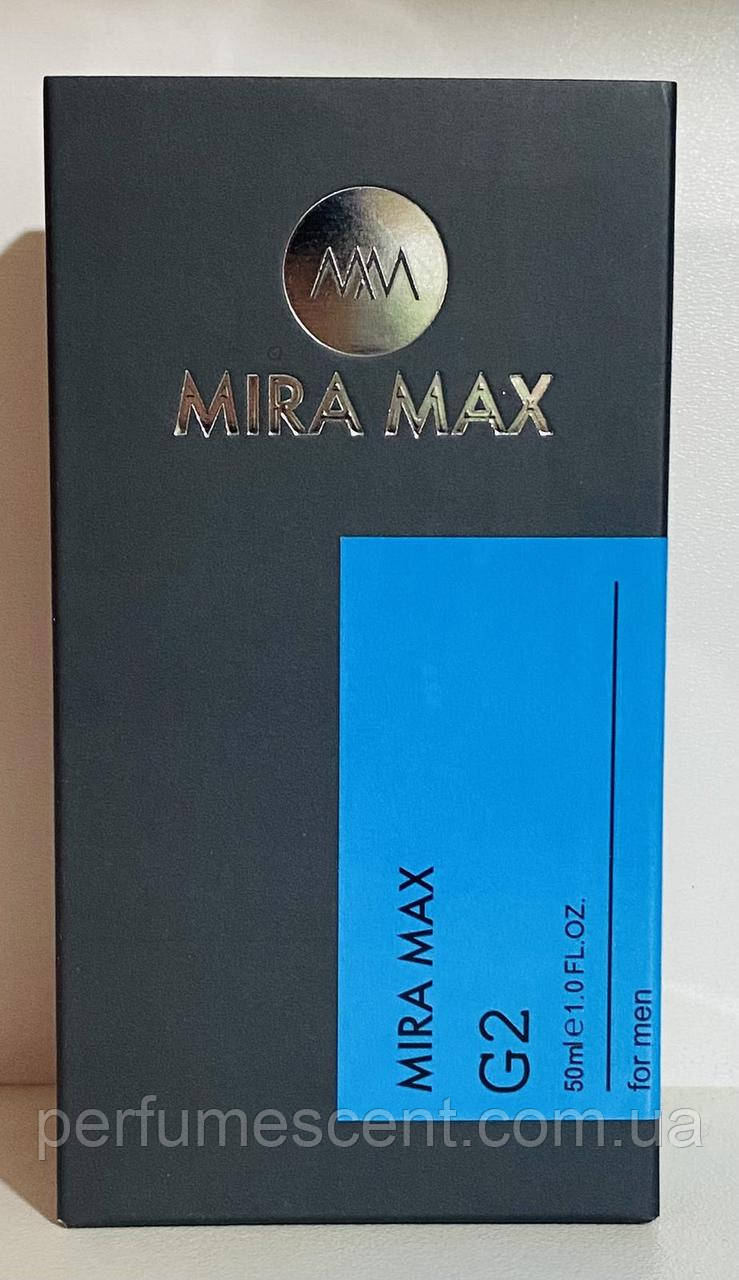 MIRA MAX
MIRA MAX
G2
50ml e 1.0 FL.OZ.
for men
perfumescent.com.ua